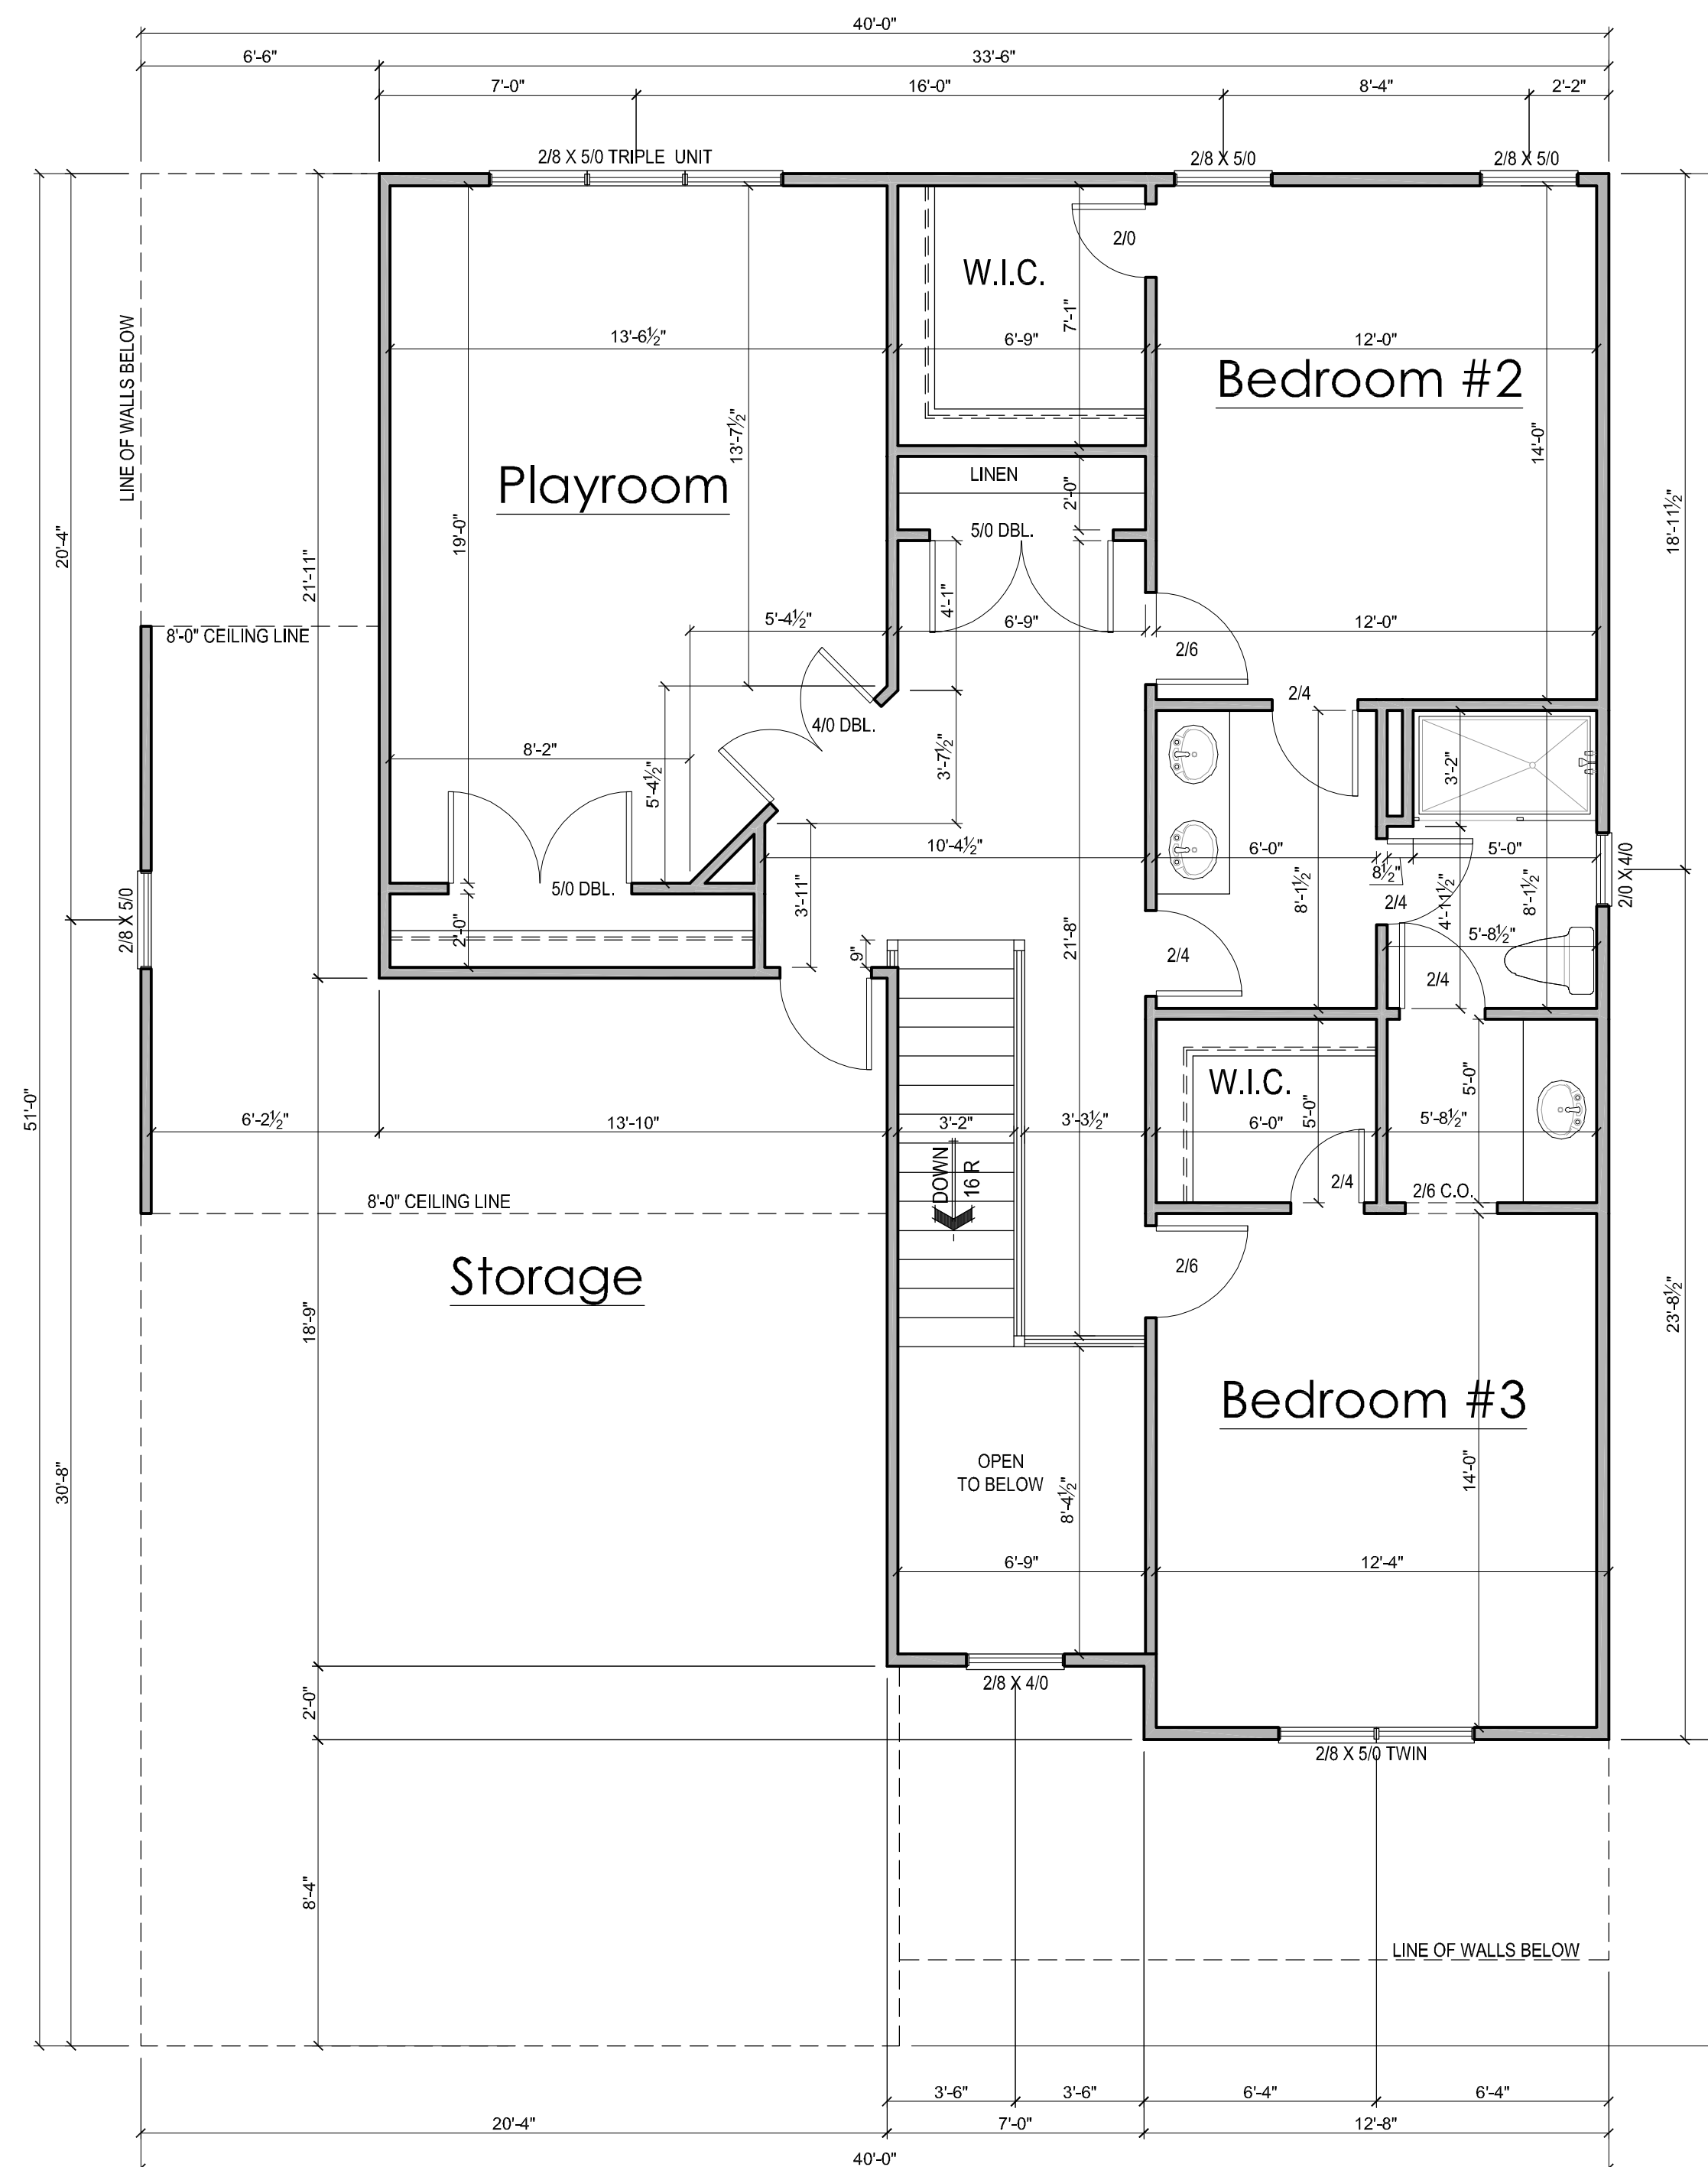 40'-0"
6'-6" 33'-6"
7'-0" 16'-0" 8'-4" 2'-2"
2/8 X 5/0 TRIPLE UNIT 2/8 X 5/0 2/8 X 5/0
2/0
W.I.C.
7'-1"
LINE OF WALLS BELOW
13'-6½" 6'-9" 12'-0"
Bedroom #2
13'-7½"
14'-0"
Playroom
LINEN
2'-0"
5/0 DBL.
19'-0"
20'-4"
21'-11"
18'-11½"
4'-1"
5'-4½" 6'-9" 12'-0"
8'-0" CEILING LINE
2/6
2/4
4/0 DBL.
8'-2"
5'-4½"
3'-7½"
3'-2"
10'-4½" 6'-0" 5'-0"
8½"
2/0 X 4/0
5/0 DBL.
3'-11"
8'-1½"
2/4
4'-11½"
8'-1½"
2/8 X 5/0
2'-0"
9"
21'-8"
5'-8½"
2/4
2/4
W.I.C.
5'-0"
5'-0"
51'-0"
6'-2½" 13'-10" 3'-2" 3'-3½" 6'-0" 5'-8½"
DOWN
16 R
2/4
2/6 C.O.
8'-0" CEILING LINE
2/6
Storage
18'-9"
23'-8½"
Bedroom #3
30'-8"
OPEN
TO BELOW
8'-4½"
14'-0"
6'-9" 12'-4"
2/8 X 4/0
2'-0"
2/8 X 5/0 TWIN
8'-4"
LINE OF WALLS BELOW
3'-6" 3'-6" 6'-4" 6'-4"
20'-4" 7'-0" 12'-8"
40'-0"